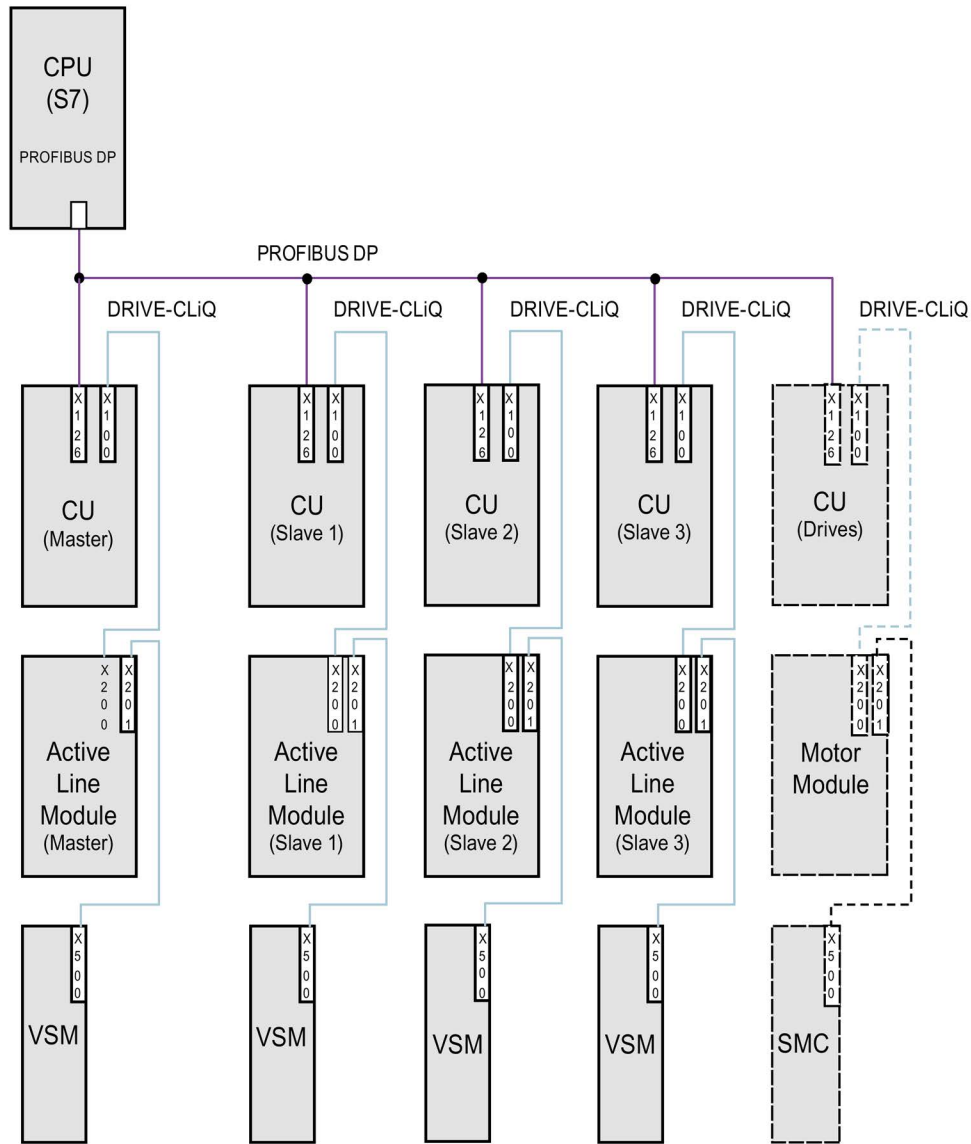 CPU
(S7)
PROFIBUS DP
PROFIBUS DP
DRIVE-CLiQ
DRIVE-CLiQ
DRIVE-CLiQ
DRIVE-CLiQ
DRIVE-CLiQ
X126
X100
CU
(Master)
X126
X100
CU
(Slave 1)
X126
X100
CU
(Slave 2)
X126
X100
CU
(Slave 3)
X126
X100
CU
(Drives)
X200
X201
Active
Line
Module
(Master)
X200
X201
Active
Line
Module
(Slave 1)
X200
X201
Active
Line
Module
(Slave 2)
X200
X201
Active
Line
Module
(Slave 3)
X200
X201
Motor
Module
X500
VSM
X500
VSM
X500
VSM
X500
VSM
X500
SMC